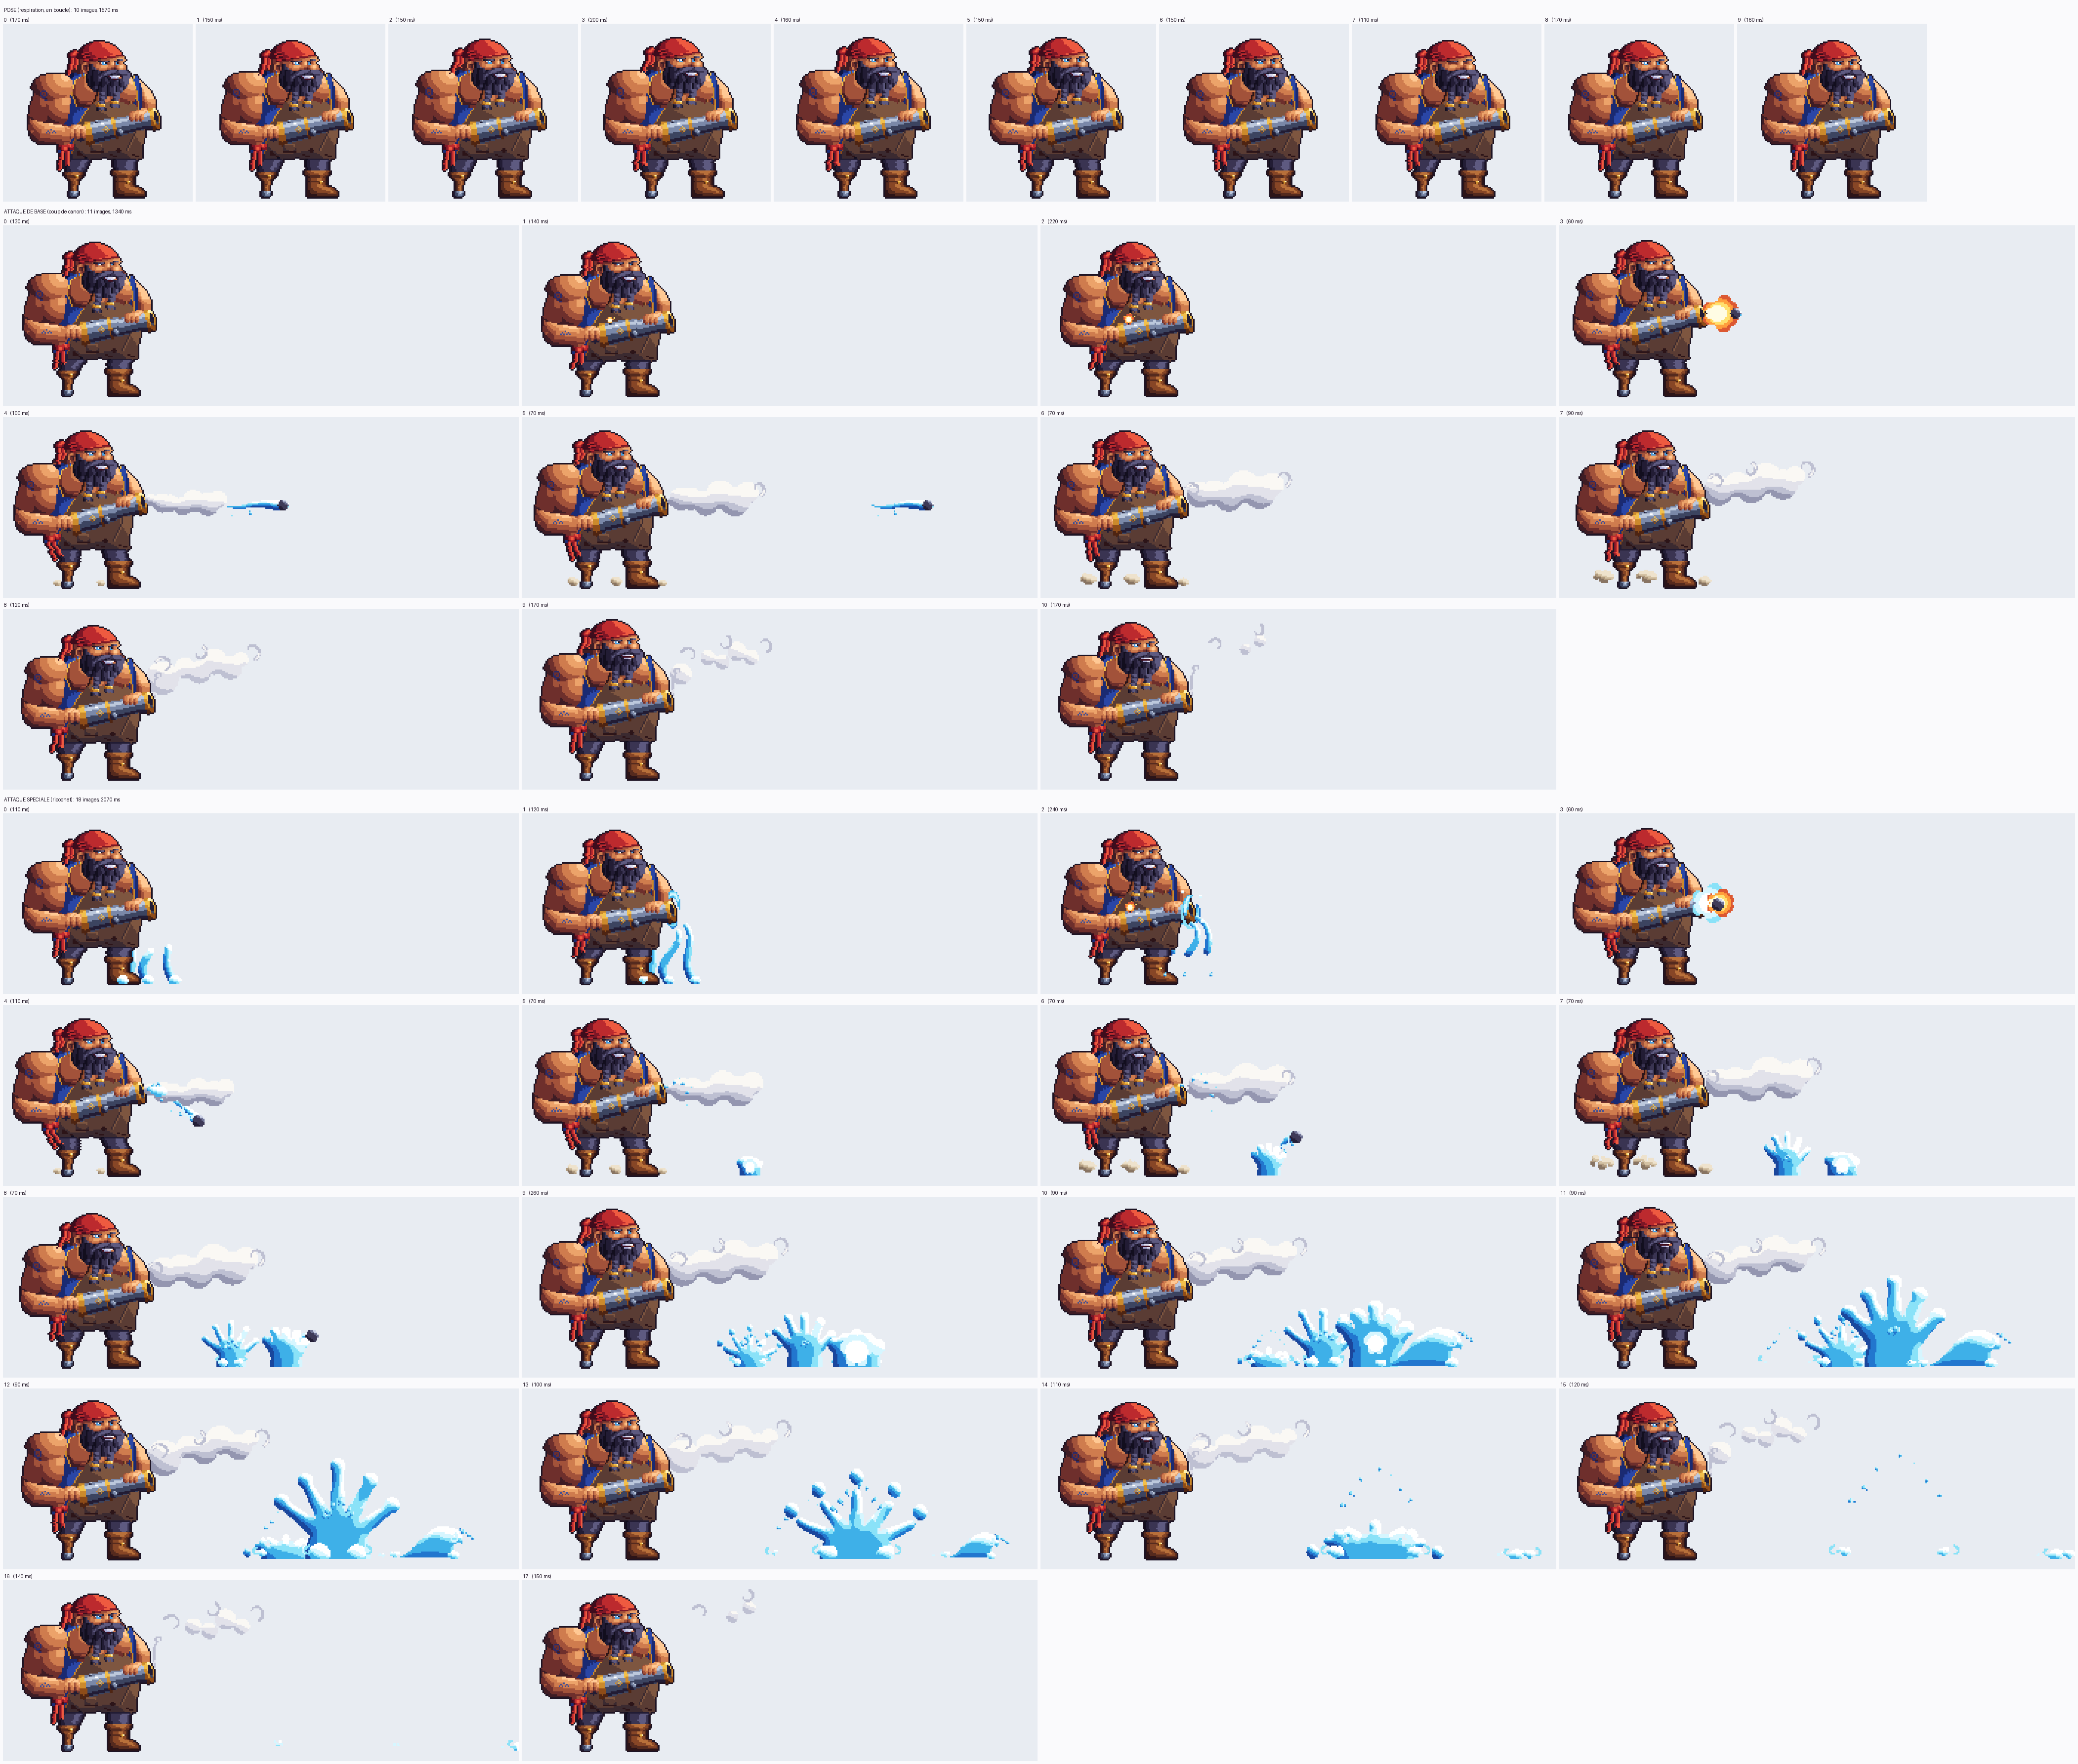 POSE (respiration, en boucle) : 10 images, 1570 ms
0 (170 ms) 1 (150 ms) 2 (150 ms) 3 (200 ms) 4 (160 ms) 5 (150 ms) 6 (150 ms) 7 (110 ms) 8 (170 ms) 9 (160 ms)
ATTAQUE DE BASE (coup de canon) : 11 images, 1340 ms
0 (130 ms) 1 (140 ms) 2 (220 ms) 3 (60 ms)
4 (100 ms) 5 (70 ms) 6 (70 ms) 7 (90 ms)
8 (120 ms) 9 (170 ms) 10 (170 ms)
ATTAQUE SPECIALE (ricochet) : 18 images, 2070 ms
0 (110 ms) 1 (120 ms) 2 (240 ms) 3 (60 ms)
4 (110 ms) 5 (70 ms) 6 (70 ms) 7 (70 ms)
8 (70 ms) 9 (260 ms) 10 (90 ms) 11 (90 ms)
12 (90 ms) 13 (100 ms) 14 (110 ms) 15 (120 ms)
16 (140 ms) 17 (150 ms)